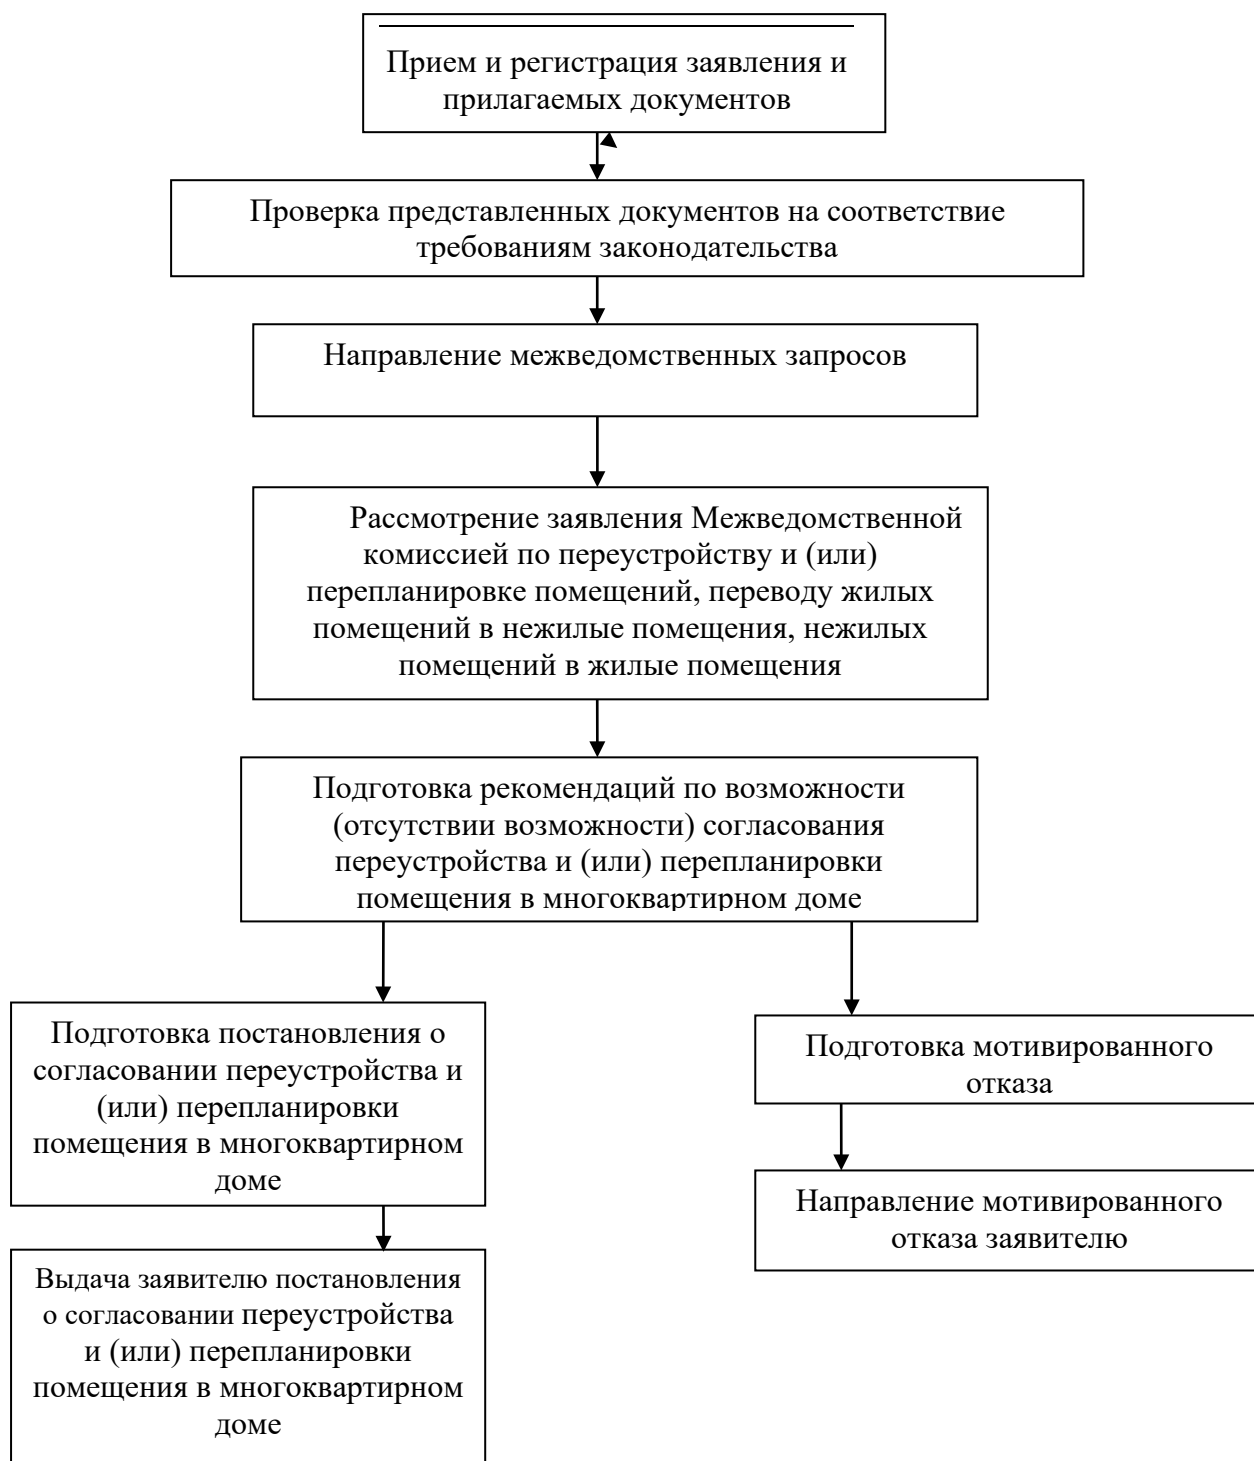 Прием и регистрация заявления и
прилагаемых документов
Проверка представленных документов на соответствие
требованиям законодательства
Направление межведомственных запросов
Рассмотрение заявления Межведомственной
комиссией по переустройству и (или)
перепланировке помещений, переводу жилых
помещений в нежилые помещения, нежилых
помещений в жилые помещения
Подготовка рекомендаций по возможности
(отсутствии возможности) согласования
переустройства и (или) перепланировки
помещения в многоквартирном доме
Подготовка постановления о
согласовании переустройства и
(или) перепланировки
помещения в многоквартирном
доме
Выдача заявителю постановления
о согласовании переустройства
и (или) перепланировки
помещения в многоквартирном
доме
Подготовка мотивированного
отказа
Направление мотивированного
отказа заявителю